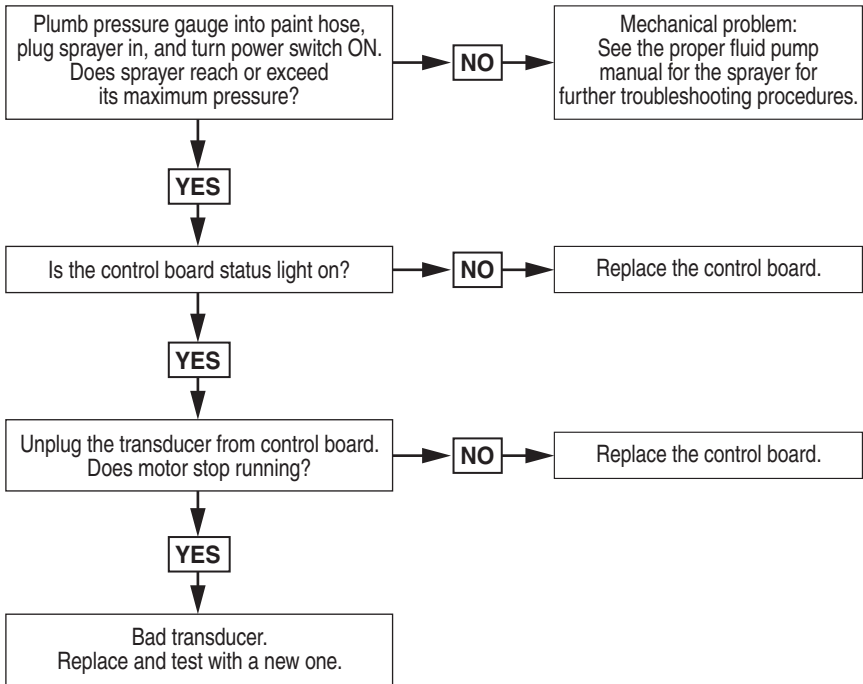 Plumb pressure gauge into paint hose,
plug sprayer in, and turn power switch ON.
Does sprayer reach or exceed
its maximum pressure?
NO
Mechanical problem:
See the proper fluid pump
manual for the sprayer for
further troubleshooting procedures.
YES
Is the control board status light on?
NO
Replace the control board.
YES
Unplug the transducer from control board.
Does motor stop running?
NO
Replace the control board.
YES
Bad transducer.
Replace and test with a new one.